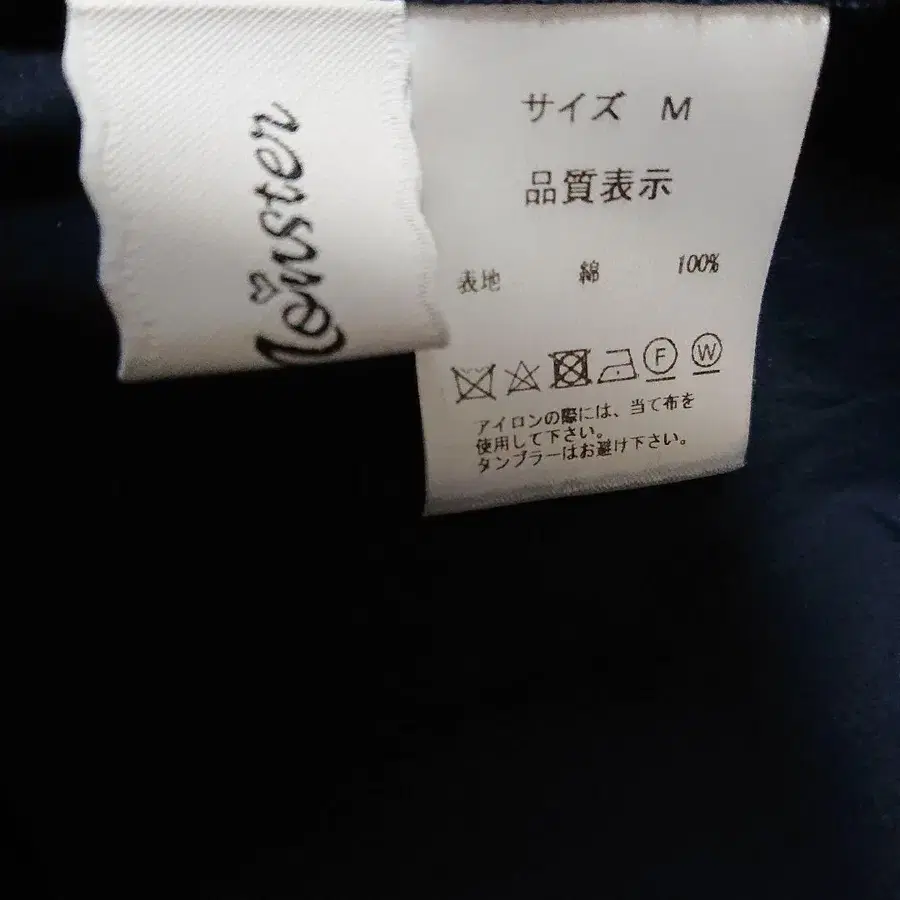 Monster
サイズ M
品質表示
表地 綿 100%
F W
アイロンの際には、当て布を
使用して下さい。
タンブラーはお避け下さい。